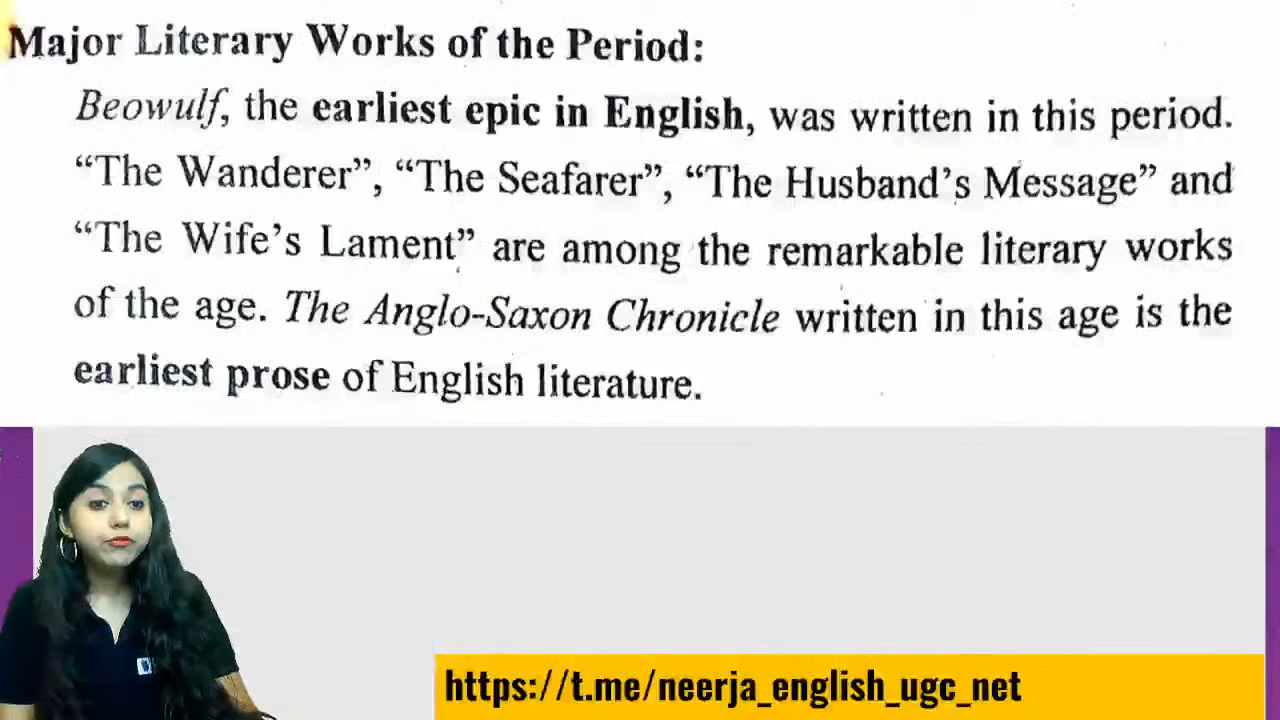 Major Literary Works of the Period:
Beowulf, the earliest epic in English, was written in this period.
“The Wanderer”, “The Seafarer”, “The Husband’s Message” and
“The Wife’s Lament” are among the remarkable literary works
of the age. The Anglo-Saxon Chronicle written in this age is the
earliest prose of English literature.
https://t.me/neerja_english_ugc_net